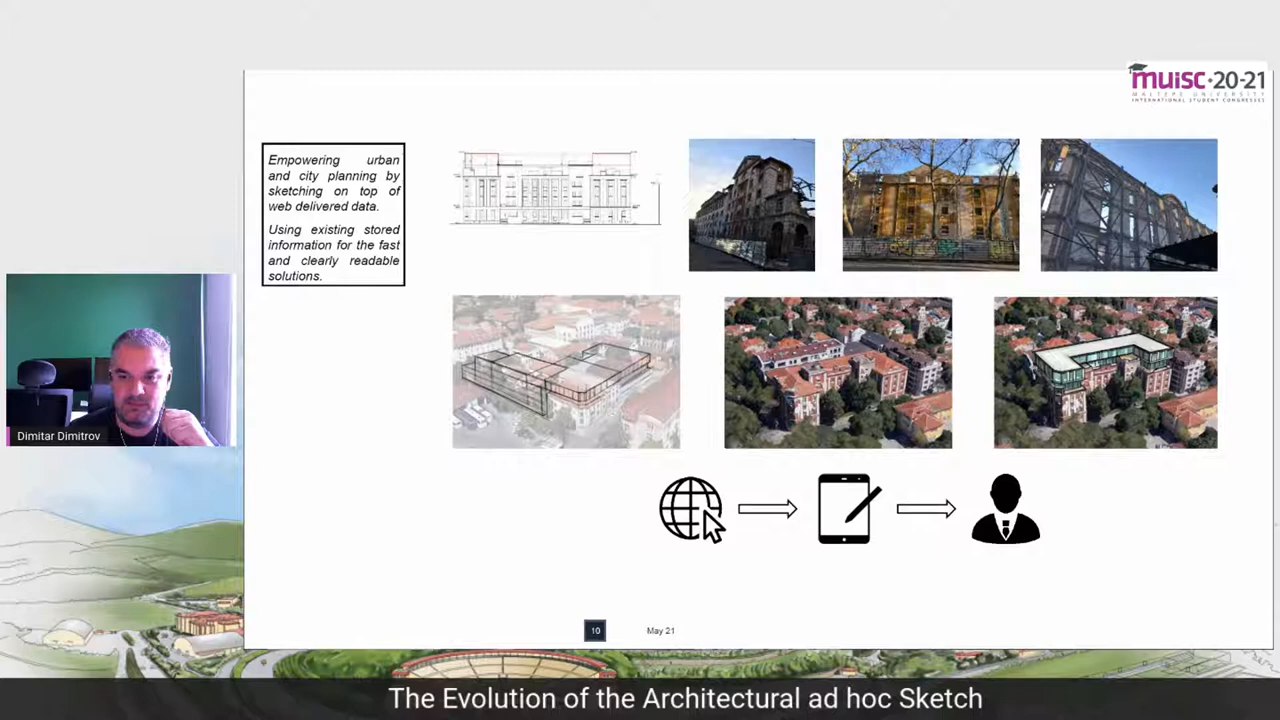 muısc·20-21
MALTEPE UNIVERSITY
INTERNATIONAL STUDENT CONGRESSES
Empowering urban
and city planning by
sketching on top of
web delivered data.
Using existing stored
information for the fast
and clearly readable
solutions.
Dimitar Dimitrov
10
May 21
The Evolution of the Architectural ad hoc Sketch